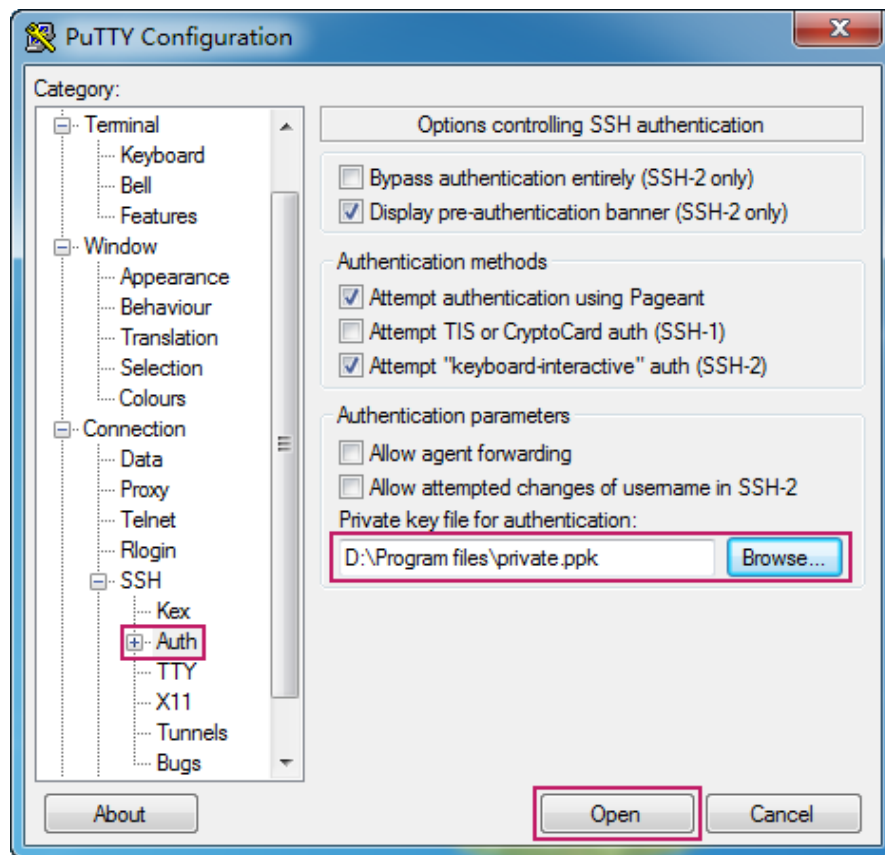 PuTTY Configuration
Category:
Terminal
Keyboard
Bell
Features
Window
Appearance
Behaviour
Translation
Selection
Colours
Connection
Data
Proxy
Telnet
Rlogin
SSH
Kex
Auth
TTY
X11
Tunnels
Bugs
Options controlling SSH authentication
Bypass authentication entirely (SSH-2 only)
Display pre-authentication banner (SSH-2 only)
Authentication methods
Attempt authentication using Pageant
Attempt TIS or CryptoCard auth (SSH-1)
Attempt "keyboard-interactive" auth (SSH-2)
Authentication parameters
Allow agent forwarding
Allow attempted changes of username in SSH-2
Private key file for authentication:
D:\Program files\private.ppk Browse...
About Open Cancel